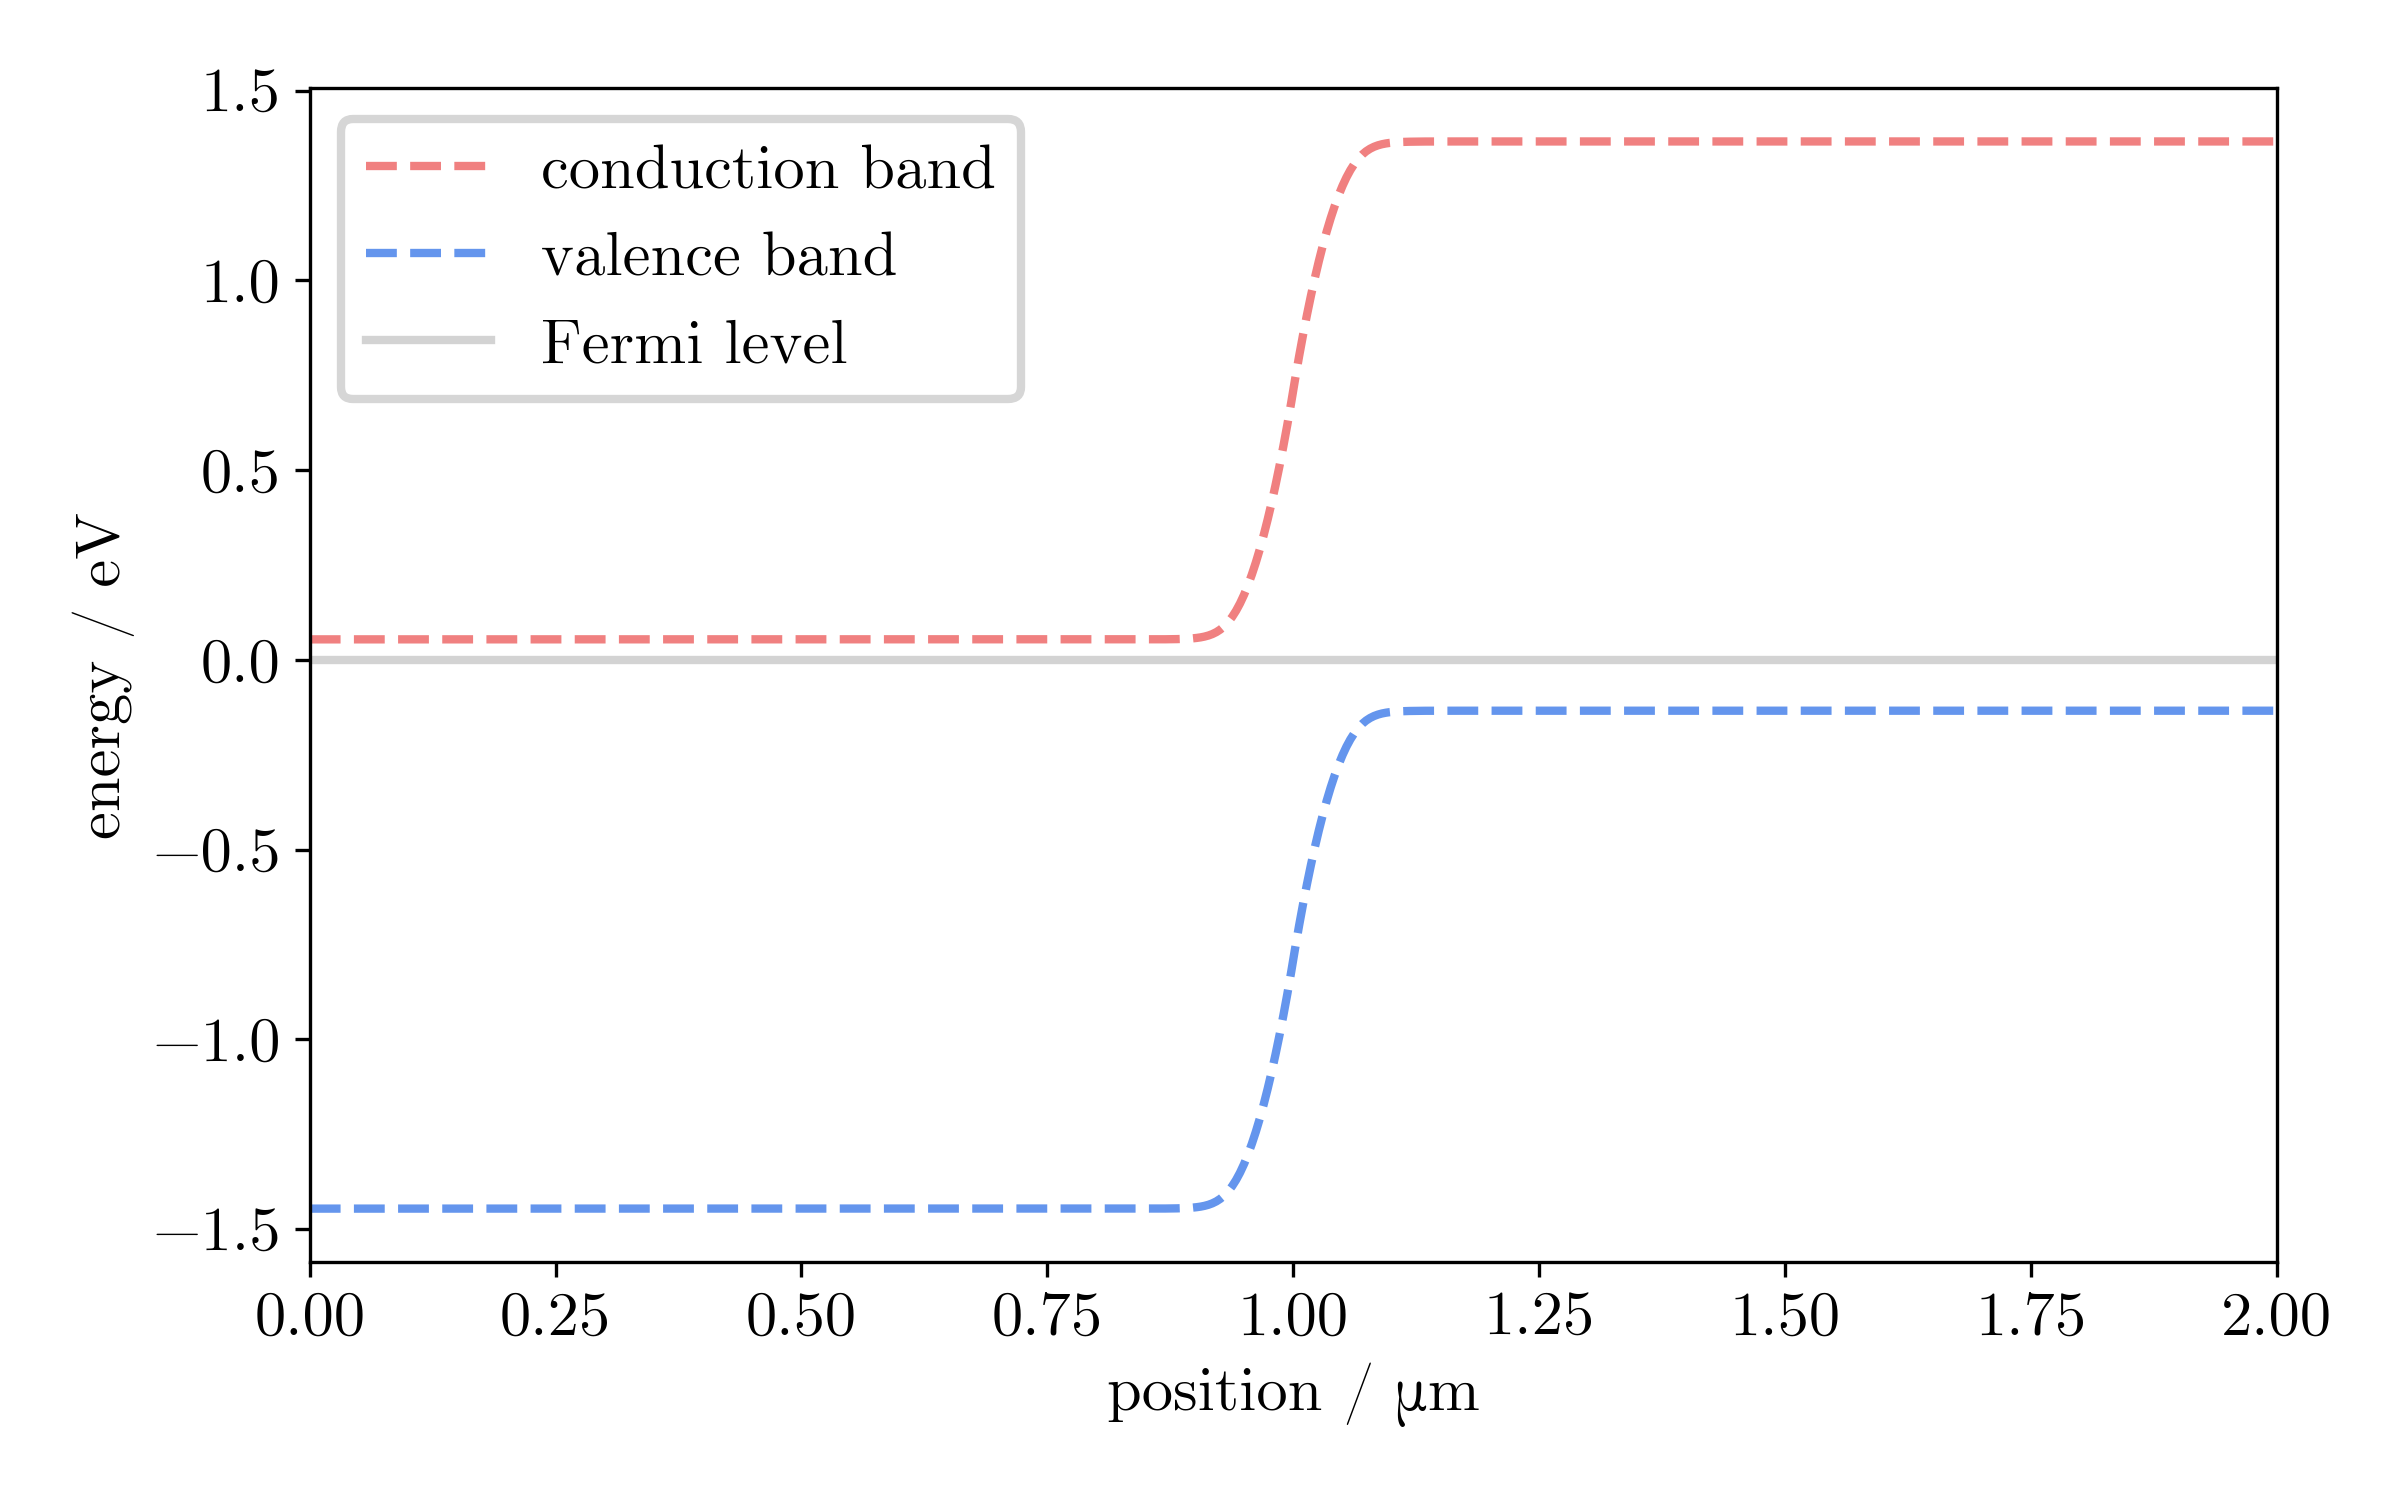 1.5
1.0
0.5
0.0
−0.5
−1.0
−1.5
energy / eV
conduction band
valence band
Fermi level
0.00 0.25 0.50 0.75 1.00 1.25 1.50 1.75 2.00
position / µm